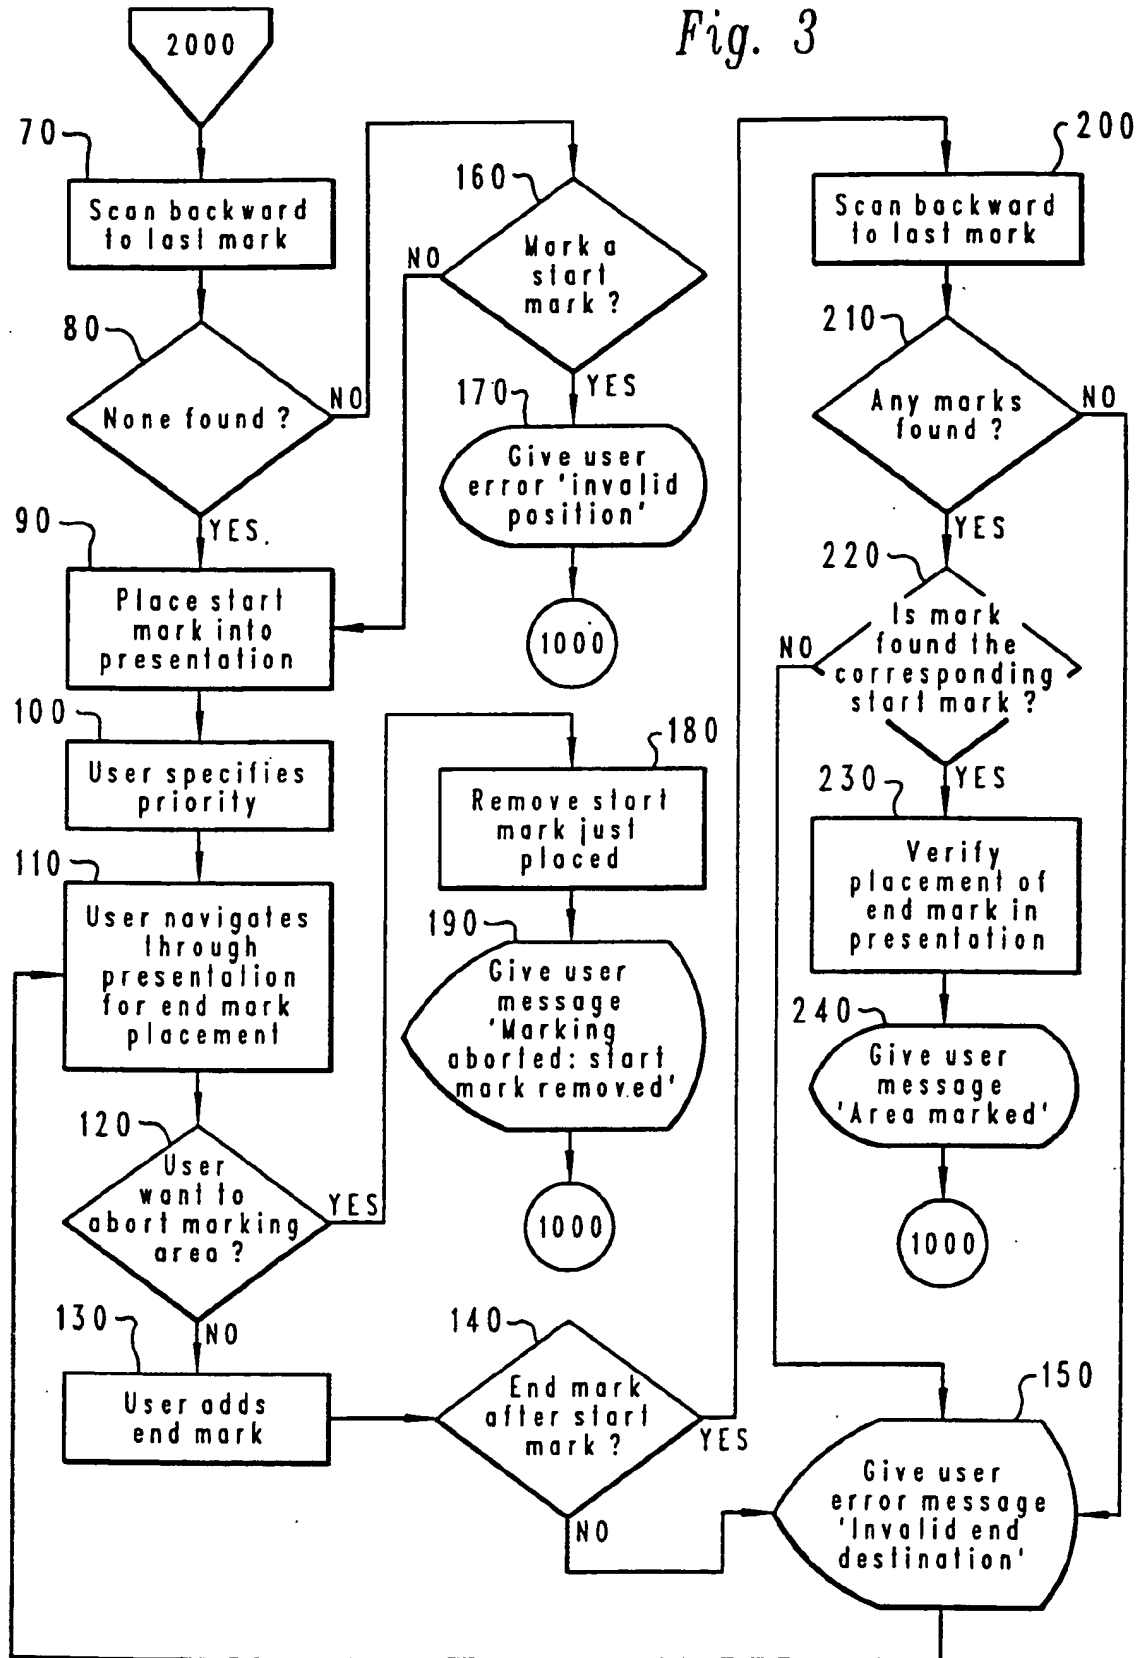 Fig. 3
2000
70
Scan backward
to last mark
80
None found ?
NO
YES.
90
Place start
mark into
presentation
100
User specifies
priority
110
User navigates
through
presentation
for end mark
placement
120
User
want to
abort marking
area ?
YES
NO
130
User adds
end mark
140
End mark
after start
mark ?
YES
NO
160
Mark a
start
mark ?
NO
YES
170
Give user
error 'invalid
position'
1000
180
Remove start
mark just
placed
190
Give user
message
'Marking
aborted: start
mark removed'
1000
200
Scan backward
to last mark
210
Any marks
found ?
NO
YES
220
Is mark
found the
corresponding
start mark ?
NO
YES
230
Verify
placement of
end mark in
presentation
240
Give user
message
'Area marked'
1000
150
Give user
error message
'Invalid end
destination'